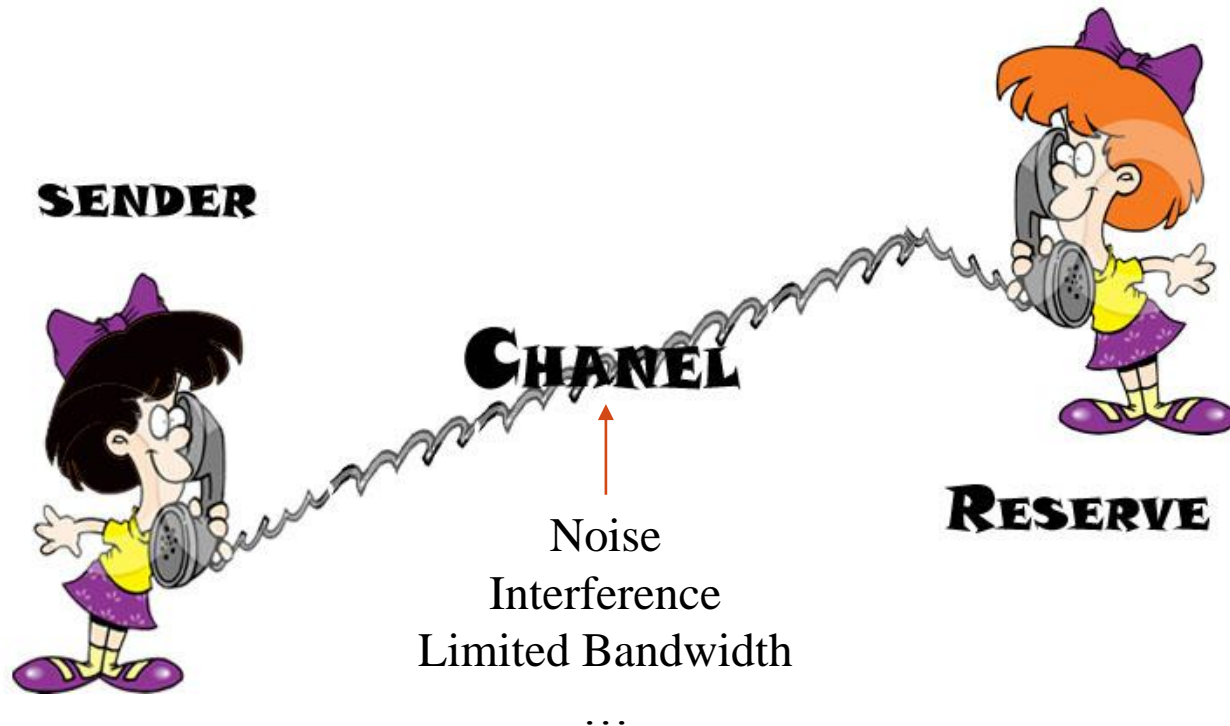 SENDER
CHANEL
RESERVE
Noise
Interference
Limited Bandwidth
...